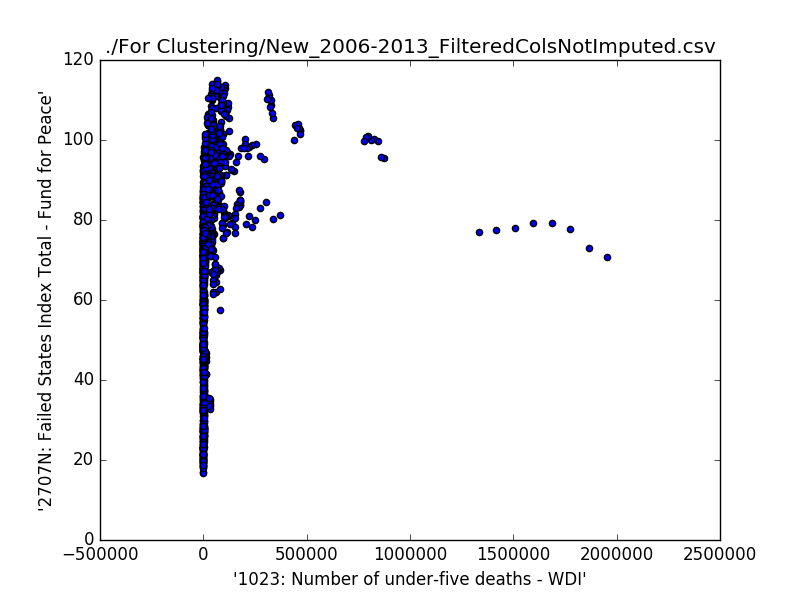 ./For Clustering/New_2006-2013_FilteredColsNotImputed.csv
120
100
80
60
40
20
0
'2707N: Failed States Index Total - Fund for Peace'
−500000 0 500000 1000000 1500000 2000000 2500000
'1023: Number of under-five deaths - WDI'